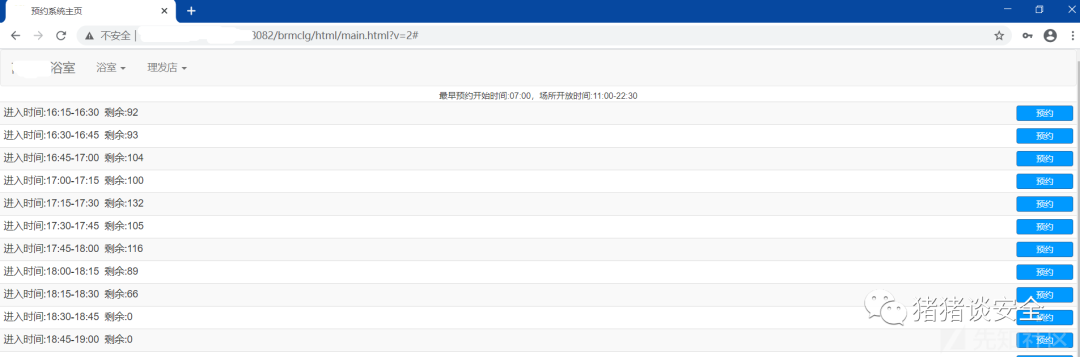 预约系统主页
不安全 | 3082/brmclg/html/main.html?v=2#
浴室 浴室 理发店
最早预约开始时间:07:00，场所开放时间:11:00-22:30
进入时间:16:15-16:30 剩余:92 预约
进入时间:16:30-16:45 剩余:93 预约
进入时间:16:45-17:00 剩余:104 预约
进入时间:17:00-17:15 剩余:100 预约
进入时间:17:15-17:30 剩余:132 预约
进入时间:17:30-17:45 剩余:105 预约
进入时间:17:45-18:00 剩余:116 预约
进入时间:18:00-18:15 剩余:89 预约
进入时间:18:15-18:30 剩余:66 预约
进入时间:18:30-18:45 剩余:0 预约
猪猪谈安全
进入时间:18:45-19:00 剩余:0 预约
先知社区